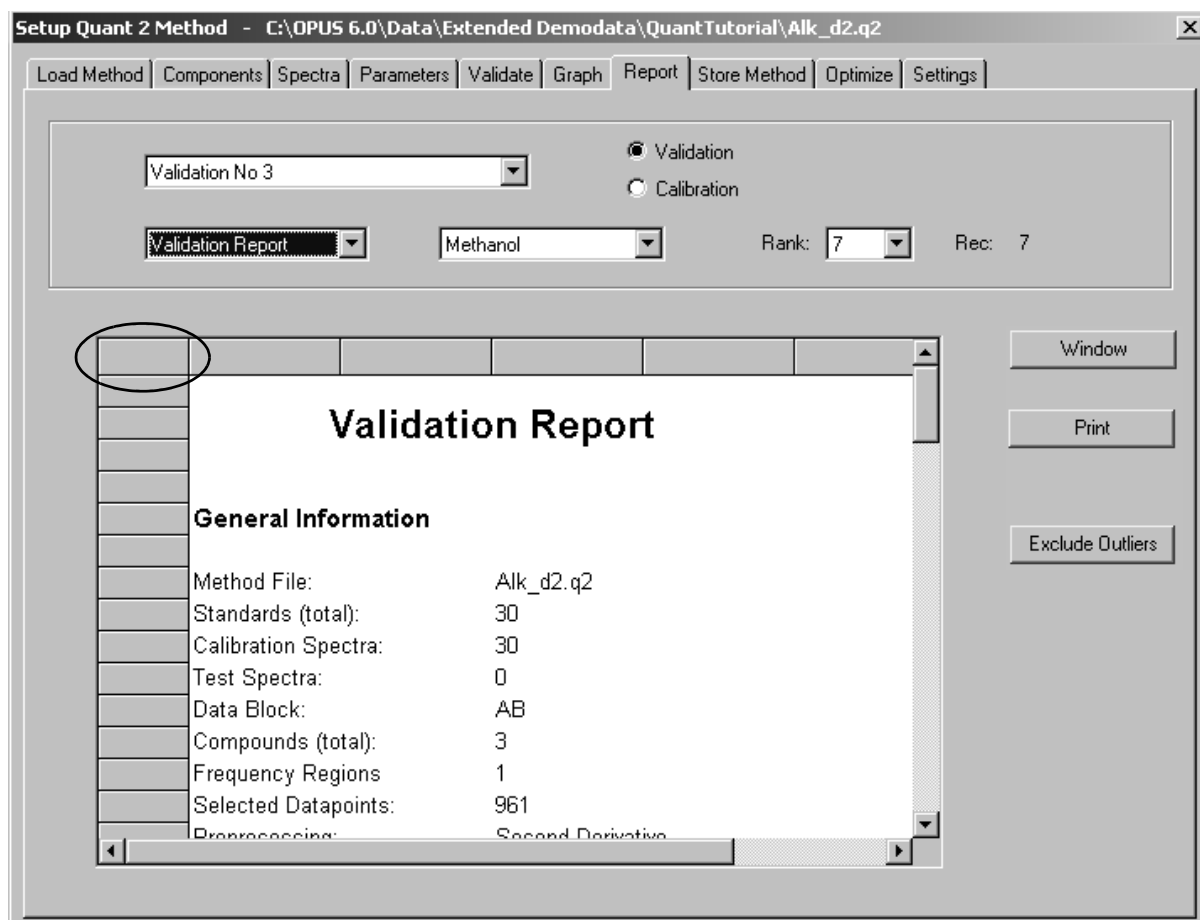 Setup Quant 2 Method - C:\OPUS 6.0\Data\Extended Demodata\QuantTutorial\Alk_d2.q2
Load Method Components Spectra Parameters Validate Graph Report Store Method Optimize Settings
Validation No 3
Validation
Calibration
Validation Report Methanol Rank: 7 Rec: 7
Window
Print
Exclude Outliers
Validation Report
General Information
Method File: Alk_d2.q2
Standards (total): 30
Calibration Spectra: 30
Test Spectra: 0
Data Block: AB
Compounds (total): 3
Frequency Regions 1
Selected Datapoints: 961
Preprocessing: Second Derivative